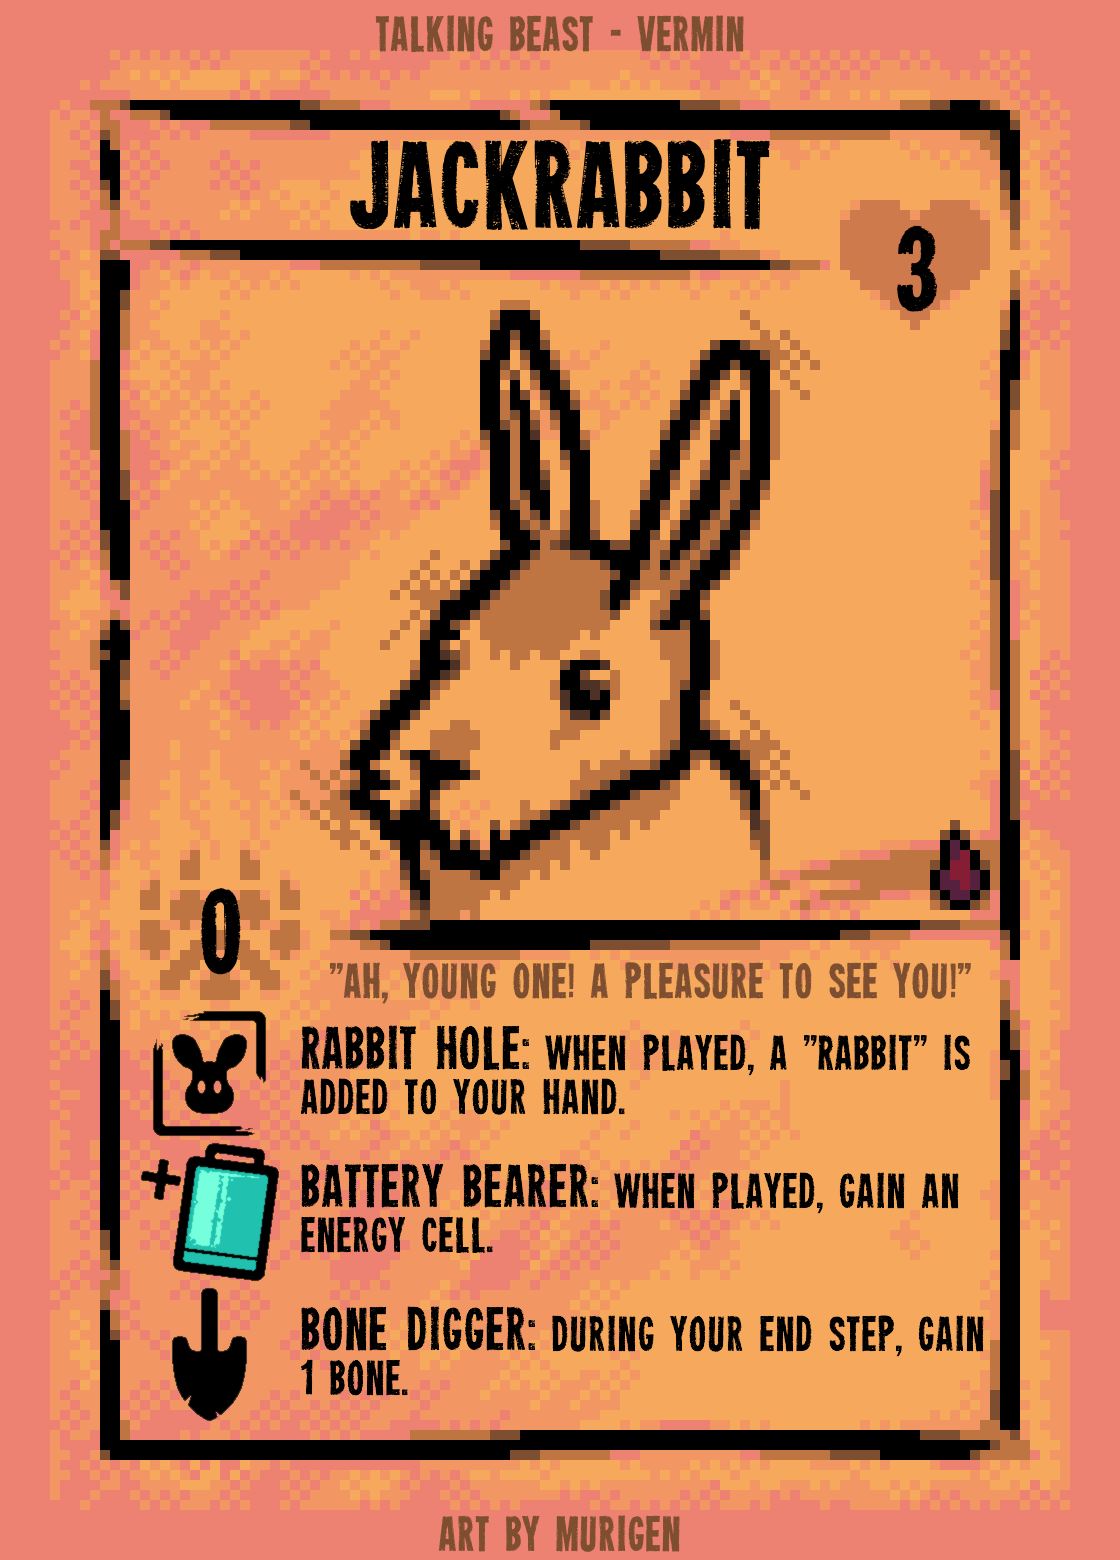 TALKING BEAST - VERMIN
JACKRABBIT
3
0
"AH, YOUNG ONE! A PLEASURE TO SEE YOU!"
RABBIT HOLE: WHEN PLAYED, A "RABBIT" IS
ADDED TO YOUR HAND.
BATTERY BEARER: WHEN PLAYED, GAIN AN
ENERGY CELL.
BONE DIGGER: DURING YOUR END STEP, GAIN
1 BONE.
ART BY MURIGEN